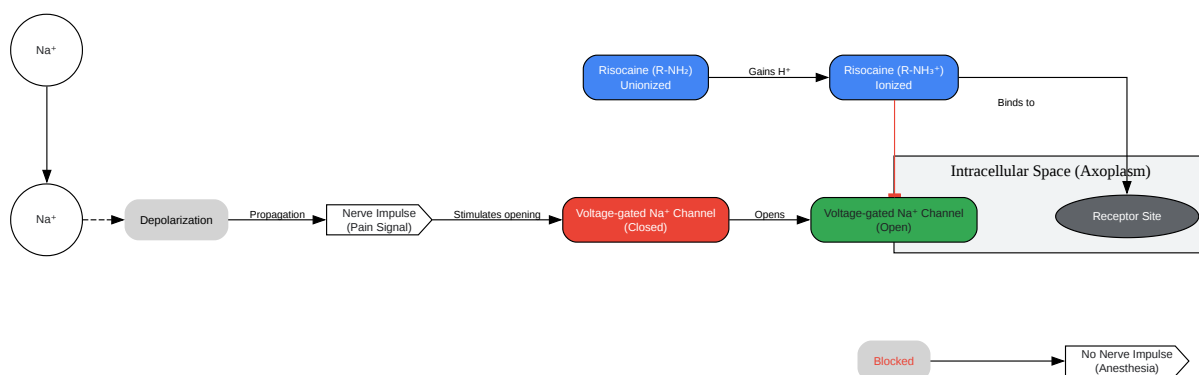 Na⁺
Risocaine (R-NH₂)
Unionized
Gains H⁺
Risocaine (R-NH₃⁺)
Ionized
Binds to
Intracellular Space (Axoplasm)
Na⁺
Depolarization
Propagation
Nerve Impulse
(Pain Signal)
Stimulates opening
Voltage-gated Na⁺ Channel
(Closed)
Opens
Voltage-gated Na⁺ Channel
(Open)
Receptor Site
Blocked
No Nerve Impulse
(Anesthesia)